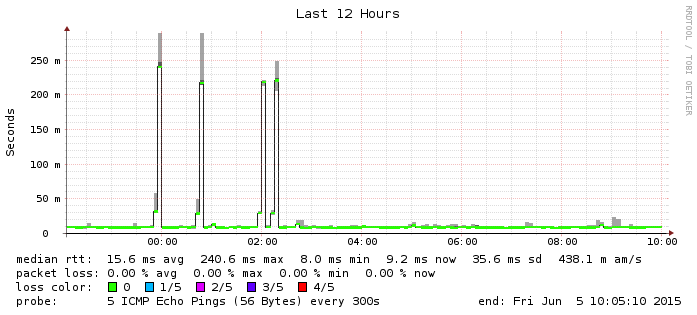 Last 12 Hours
RRDTOOL / TOBI OETIKER
Seconds
250 m
200 m
150 m
100 m
50 m
0
00:00 02:00 04:00 06:00 08:00 10:00
median rtt: 15.6 ms avg 240.6 ms max 8.0 ms min 9.2 ms now 35.6 ms sd 438.1 m am/s
packet loss: 0.00 % avg 0.00 % max 0.00 % min 0.00 % now
loss color: 0 1/5 2/5 3/5 4/5
probe: 5 ICMP Echo Pings (56 Bytes) every 300s end: Fri Jun 5 10:05:10 2015